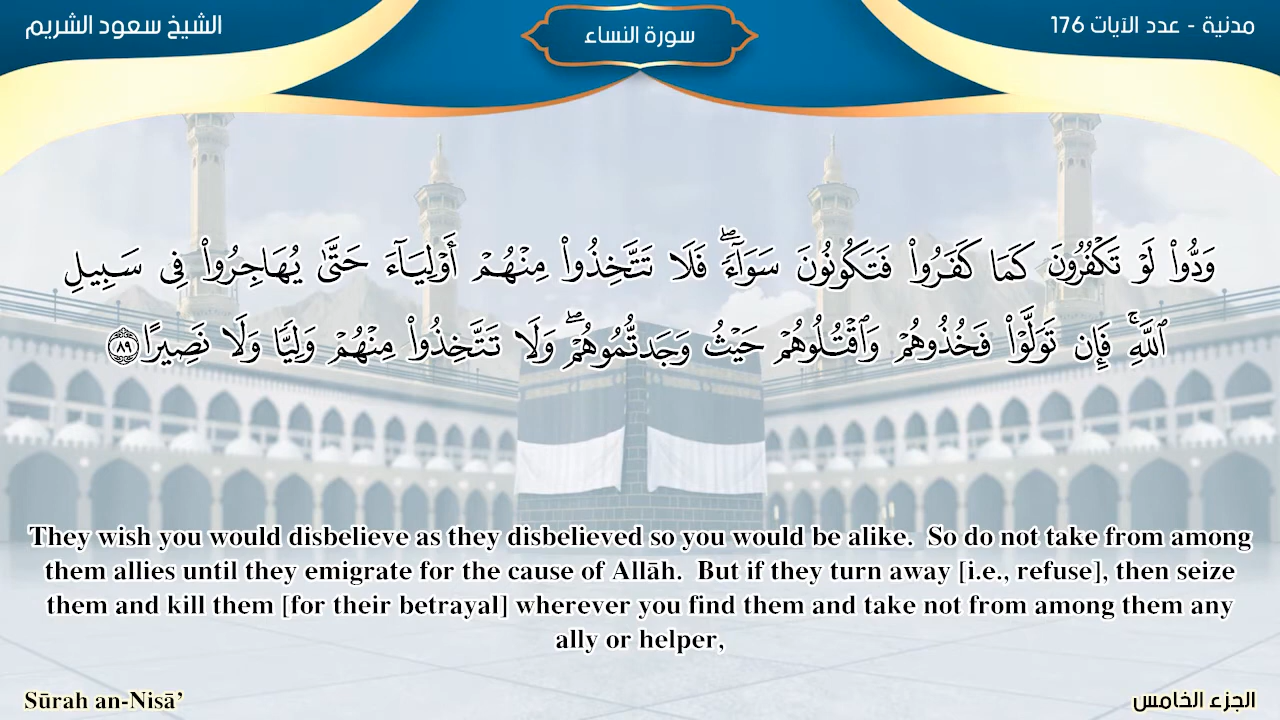 الشيخ سعود الشريم
سورة النساء
مدنية - عدد الآيات 176
وَدُّوا۟ لَوْ تَكْفُرُونَ كَمَا كَفَرُوا۟ فَتَكُونُونَ سَوَآءًۖ فَلَا تَتَّخِذُوا۟ مِنْهُمْ أَوْلِيَآءَ حَتَّىٰ يُهَاجِرُوا۟ فِى سَبِيلِ
ٱللَّهِۚ فَإِن تَوَلَّوْا۟ فَخُذُوهُمْ وَٱقْتُلُوهُمْ حَيْثُ وَجَدتُّمُوهُمْۖ وَلَا تَتَّخِذُوا۟ مِنْهُمْ وَلِيًّا وَلَا نَصِيرًا ٨٩
They wish you would disbelieve as they disbelieved so you would be alike.  So do not take from among
them allies until they emigrate for the cause of Allāh.  But if they turn away [i.e., refuse], then seize
them and kill them [for their betrayal] wherever you find them and take not from among them any
ally or helper,
Sūrah an-Nisā’
الجزء الخامس